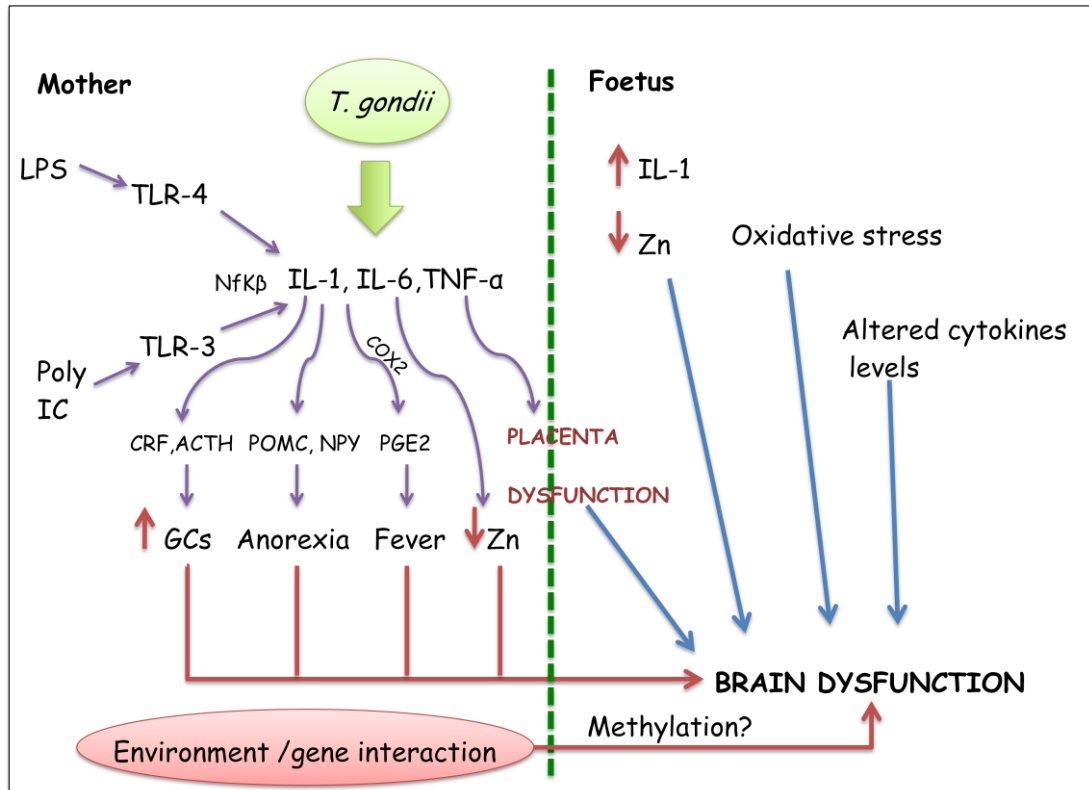 Mother
T. gondii
Foetus
LPS
TLR-4
IL-1
Zn
Oxidative stress
NfKβ
IL-1, IL-6,TNF-α
TLR-3
COX2
Altered cytokines
levels
Poly
IC
CRF,ACTH
POMC, NPY
PGE2
PLACENTA
DYSFUNCTION
GCs
Anorexia
Fever
Zn
BRAIN DYSFUNCTION
Methylation?
Environment /gene interaction